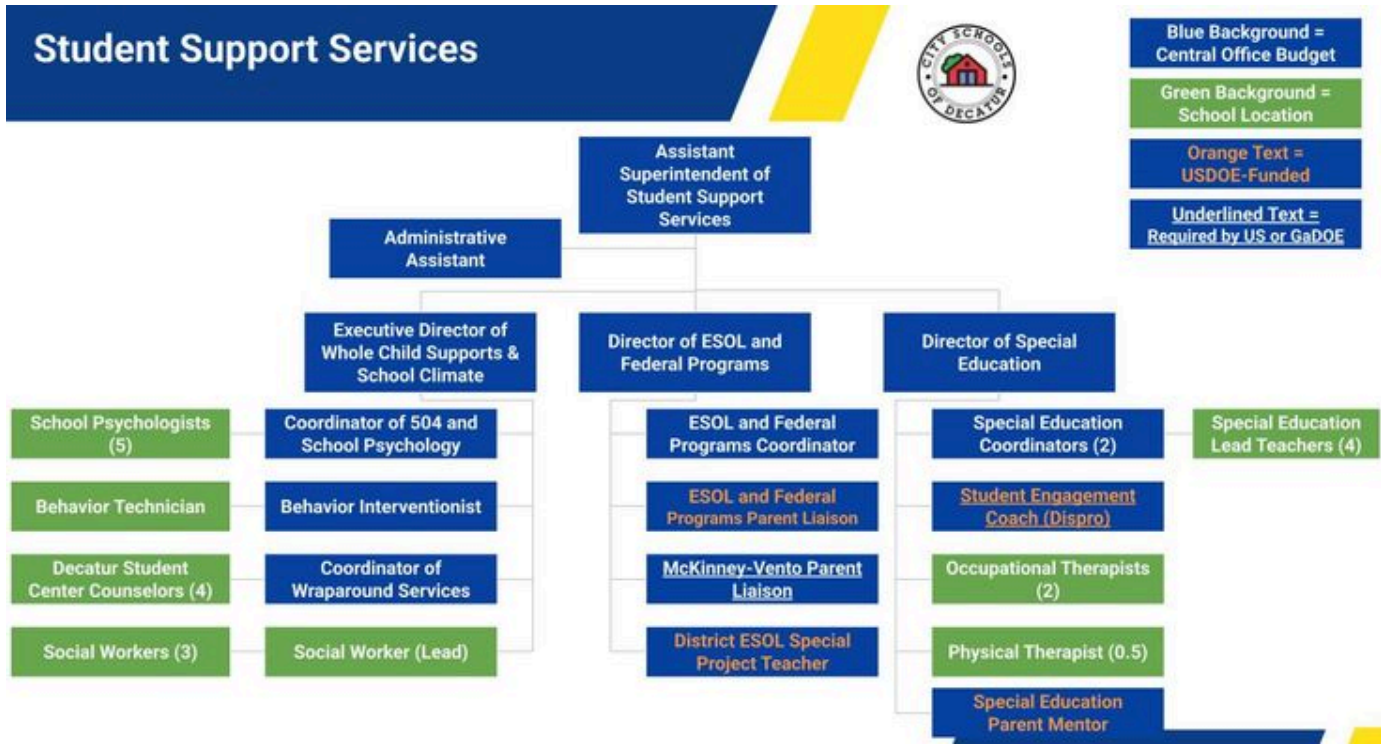 Student Support Services
CITY SCHOOLS
OF DECATUR
Blue Background =
Central Office Budget
Green Background =
School Location
Orange Text =
USDOE-Funded
Underlined Text =
Required by US or GaDOE
Assistant
Superintendent of
Student Support
Services
Administrative
Assistant
Executive Director of
Whole Child Supports &
School Climate
Director of ESOL and
Federal Programs
Director of Special
Education
School Psychologists
(5)
Coordinator of 504 and
School Psychology
ESOL and Federal
Programs Coordinator
Special Education
Coordinators (2)
Special Education
Lead Teachers (4)
Behavior Technician
Behavior Interventionist
ESOL and Federal
Programs Parent Liaison
Student Engagement
Coach (Dispro)
Decatur Student
Center Counselors (4)
Coordinator of
Wraparound Services
McKinney-Vento Parent
Liaison
Occupational Therapists
(2)
Social Workers (3)
Social Worker (Lead)
District ESOL Special
Project Teacher
Physical Therapist (0.5)
Special Education
Parent Mentor